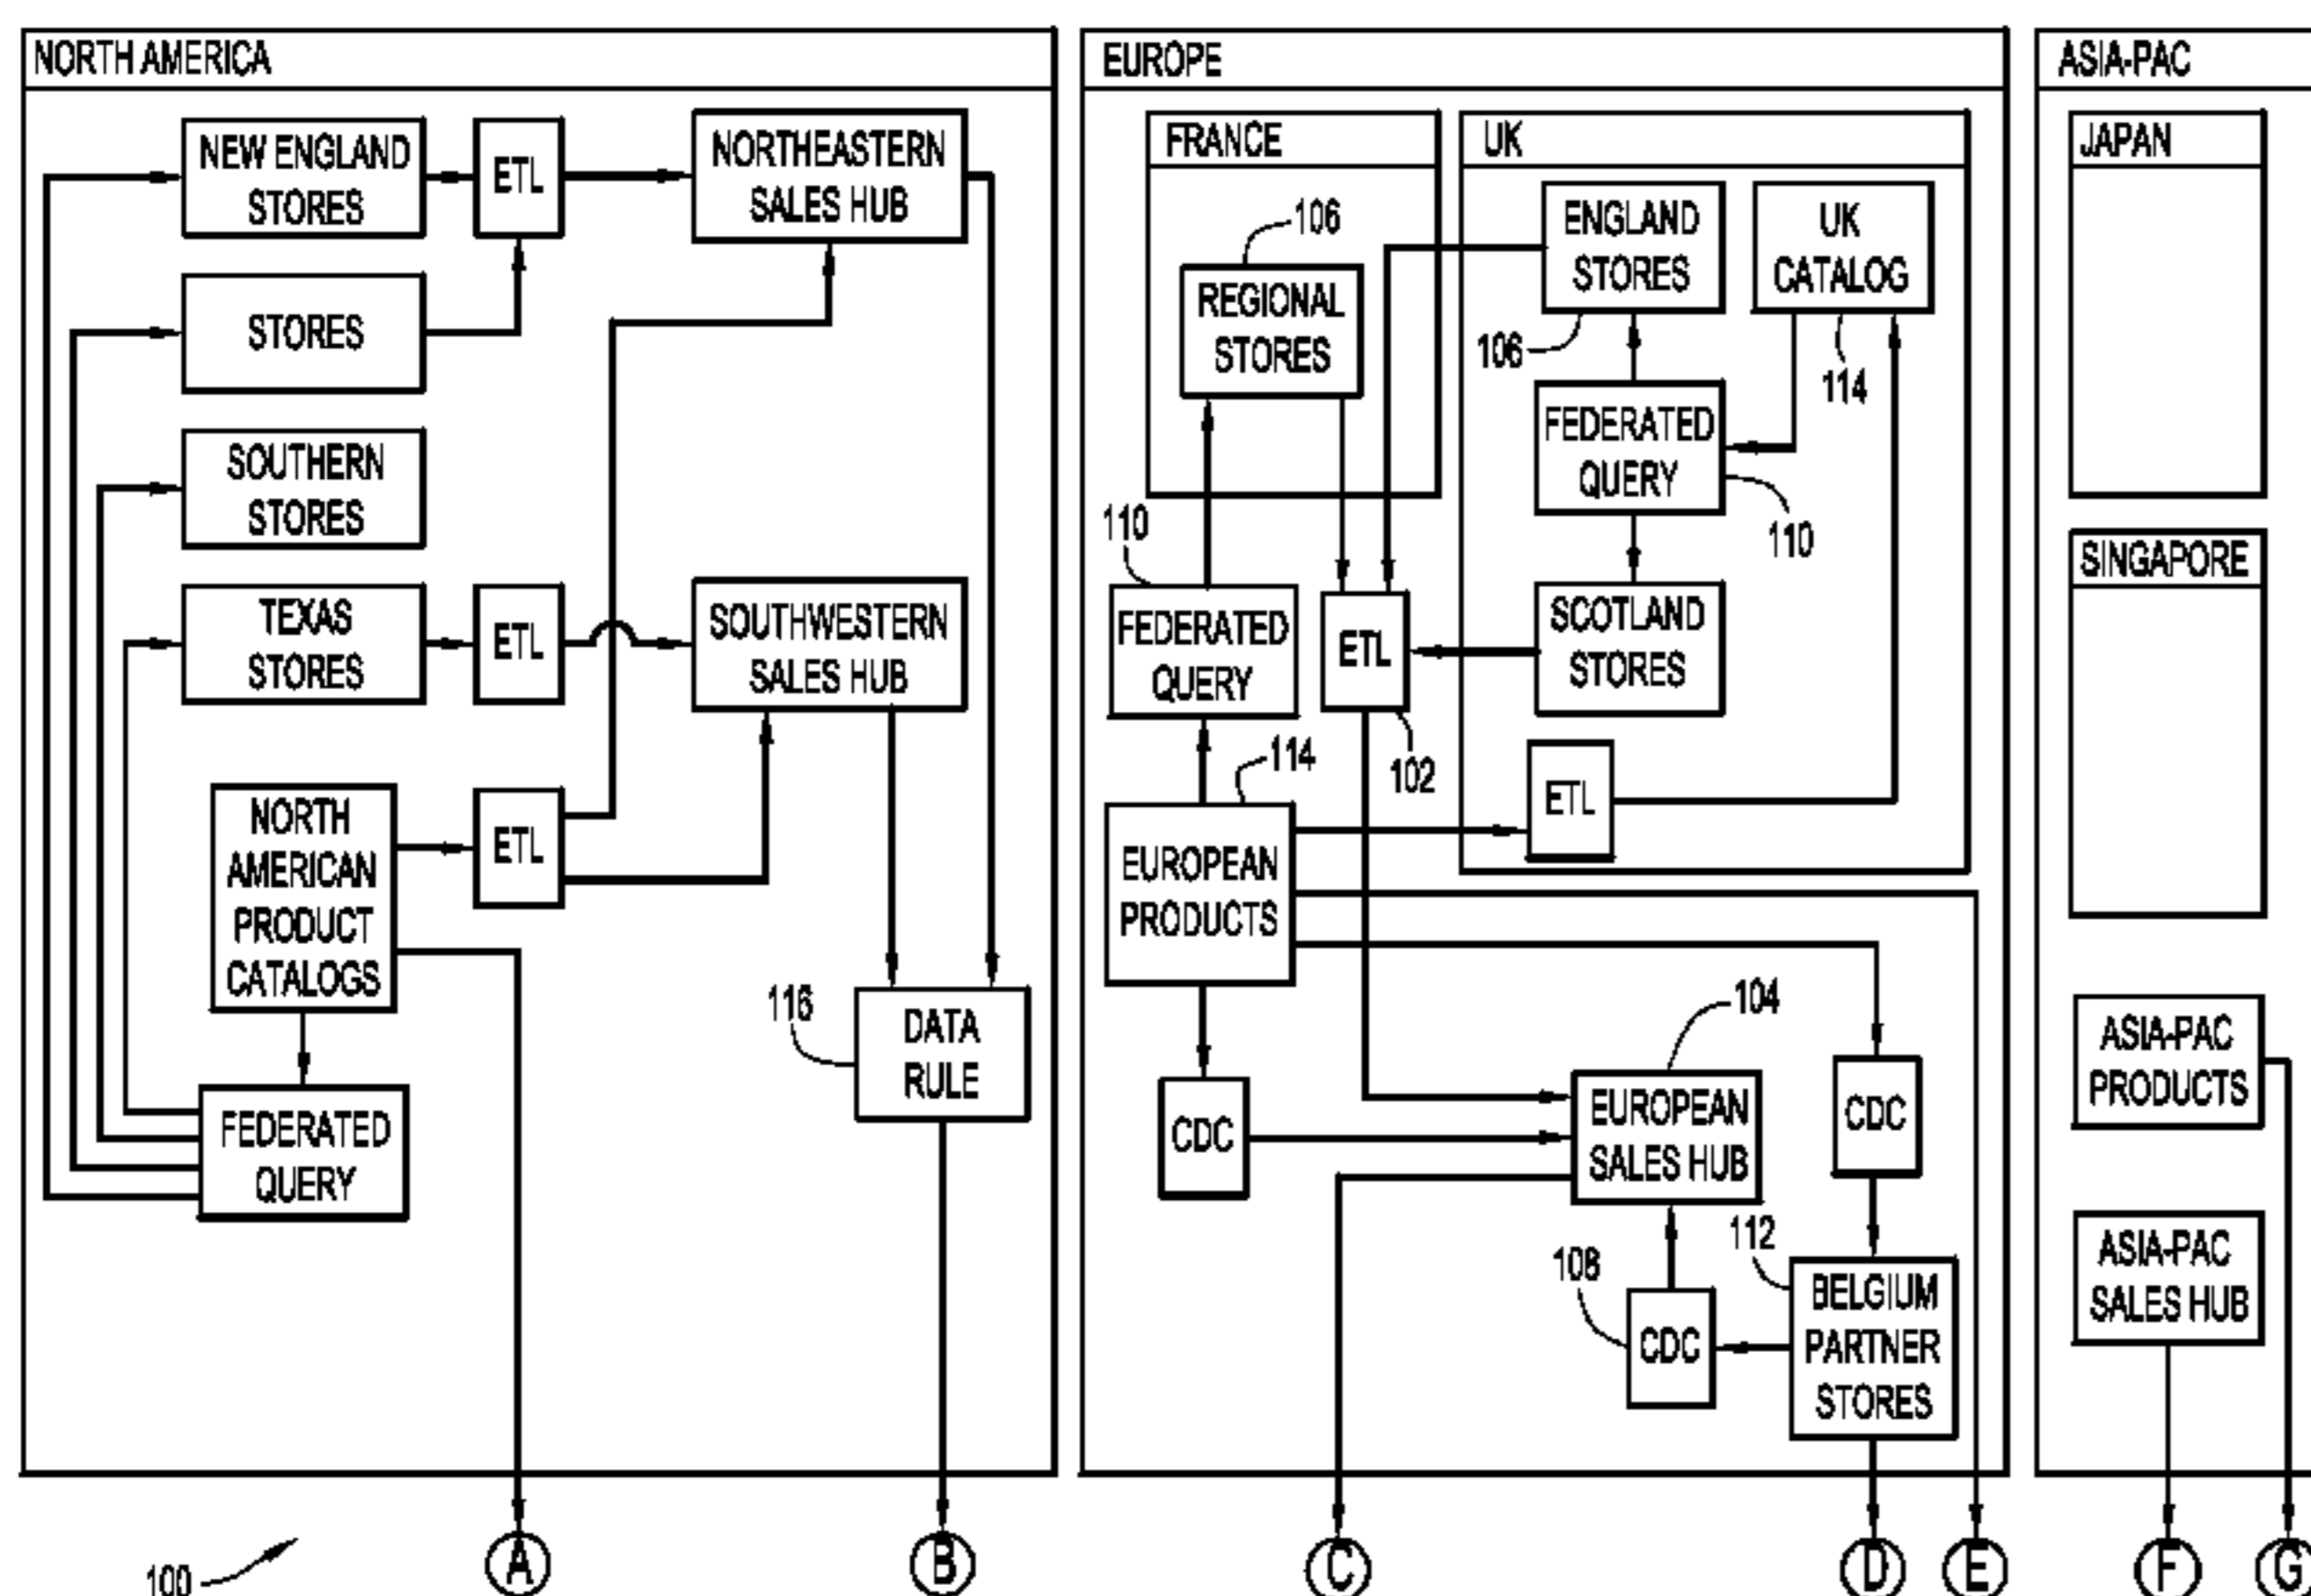 NORTH AMERICA
NEW ENGLAND
STORES
ETL
NORTHEASTERN
SALES HUB
STORES
SOUTHERN
STORES
TEXAS
STORES
ETL
SOUTHWESTERN
SALES HUB
NORTH
AMERICAN
PRODUCT
CATALOGS
ETL
116
DATA
RULE
FEDERATED
QUERY
100
A
B
EUROPE
FRANCE
106
REGIONAL
STORES
UK
ENGLAND
STORES
106
UK
CATALOG
114
FEDERATED
QUERY
110
110
FEDERATED
QUERY
ETL
102
SCOTLAND
STORES
ETL
114
EUROPEAN
PRODUCTS
104
CDC
EUROPEAN
SALES HUB
CDC
112
108
CDC
BELGIUM
PARTNER
STORES
C
D
E
ASIA-PAC
JAPAN
SINGAPORE
ASIA-PAC
PRODUCTS
ASIA-PAC
SALES HUB
F
G